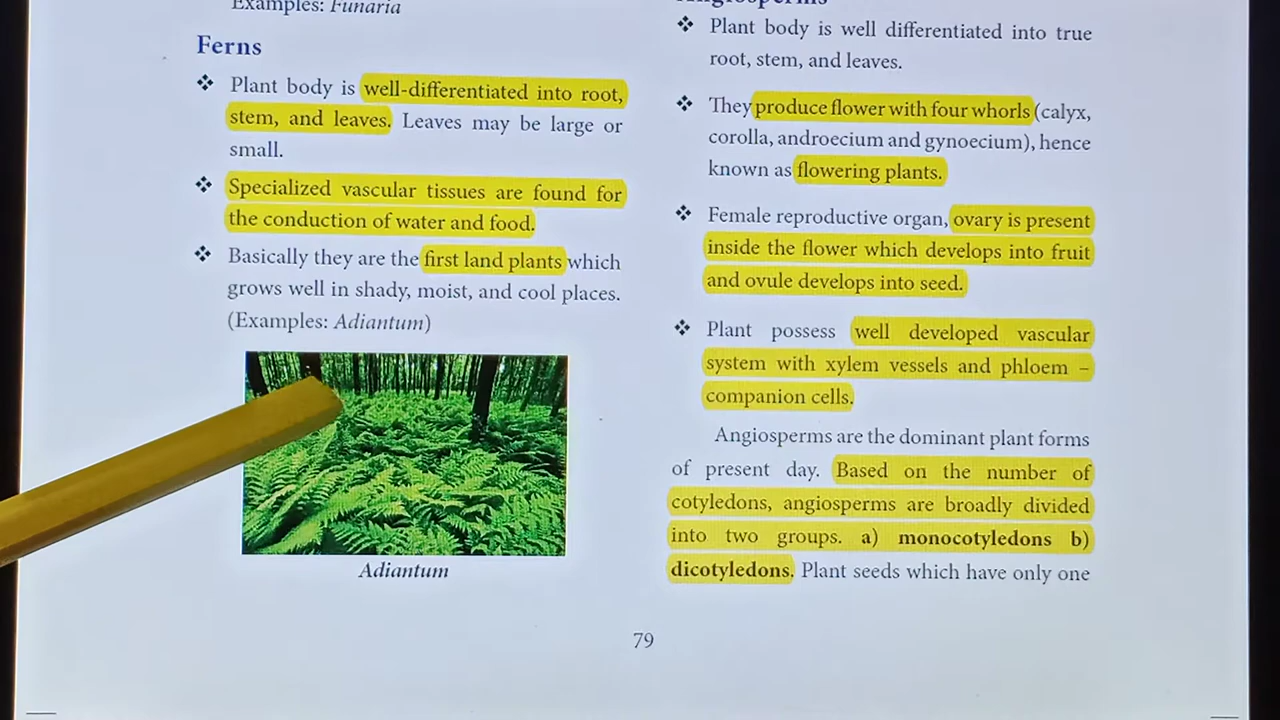 Examples: Funaria
Ferns
❖ Plant body is well-differentiated into root,
stem, and leaves. Leaves may be large or
small.
❖ Specialized vascular tissues are found for
the conduction of water and food.
❖ Basically they are the first land plants which
grows well in shady, moist, and cool places.
(Examples: Adiantum)
Adiantum
Angiosperms
❖ Plant body is well differentiated into true
root, stem, and leaves.
❖ They produce flower with four whorls (calyx,
corolla, androecium and gynoecium), hence
known as flowering plants.
❖ Female reproductive organ, ovary is present
inside the flower which develops into fruit
and ovule develops into seed.
❖ Plant possess well developed vascular
system with xylem vessels and phloem –
companion cells.
Angiosperms are the dominant plant forms
of present day. Based on the number of
cotyledons, angiosperms are broadly divided
into two groups. a) monocotyledons b)
dicotyledons. Plant seeds which have only one
79